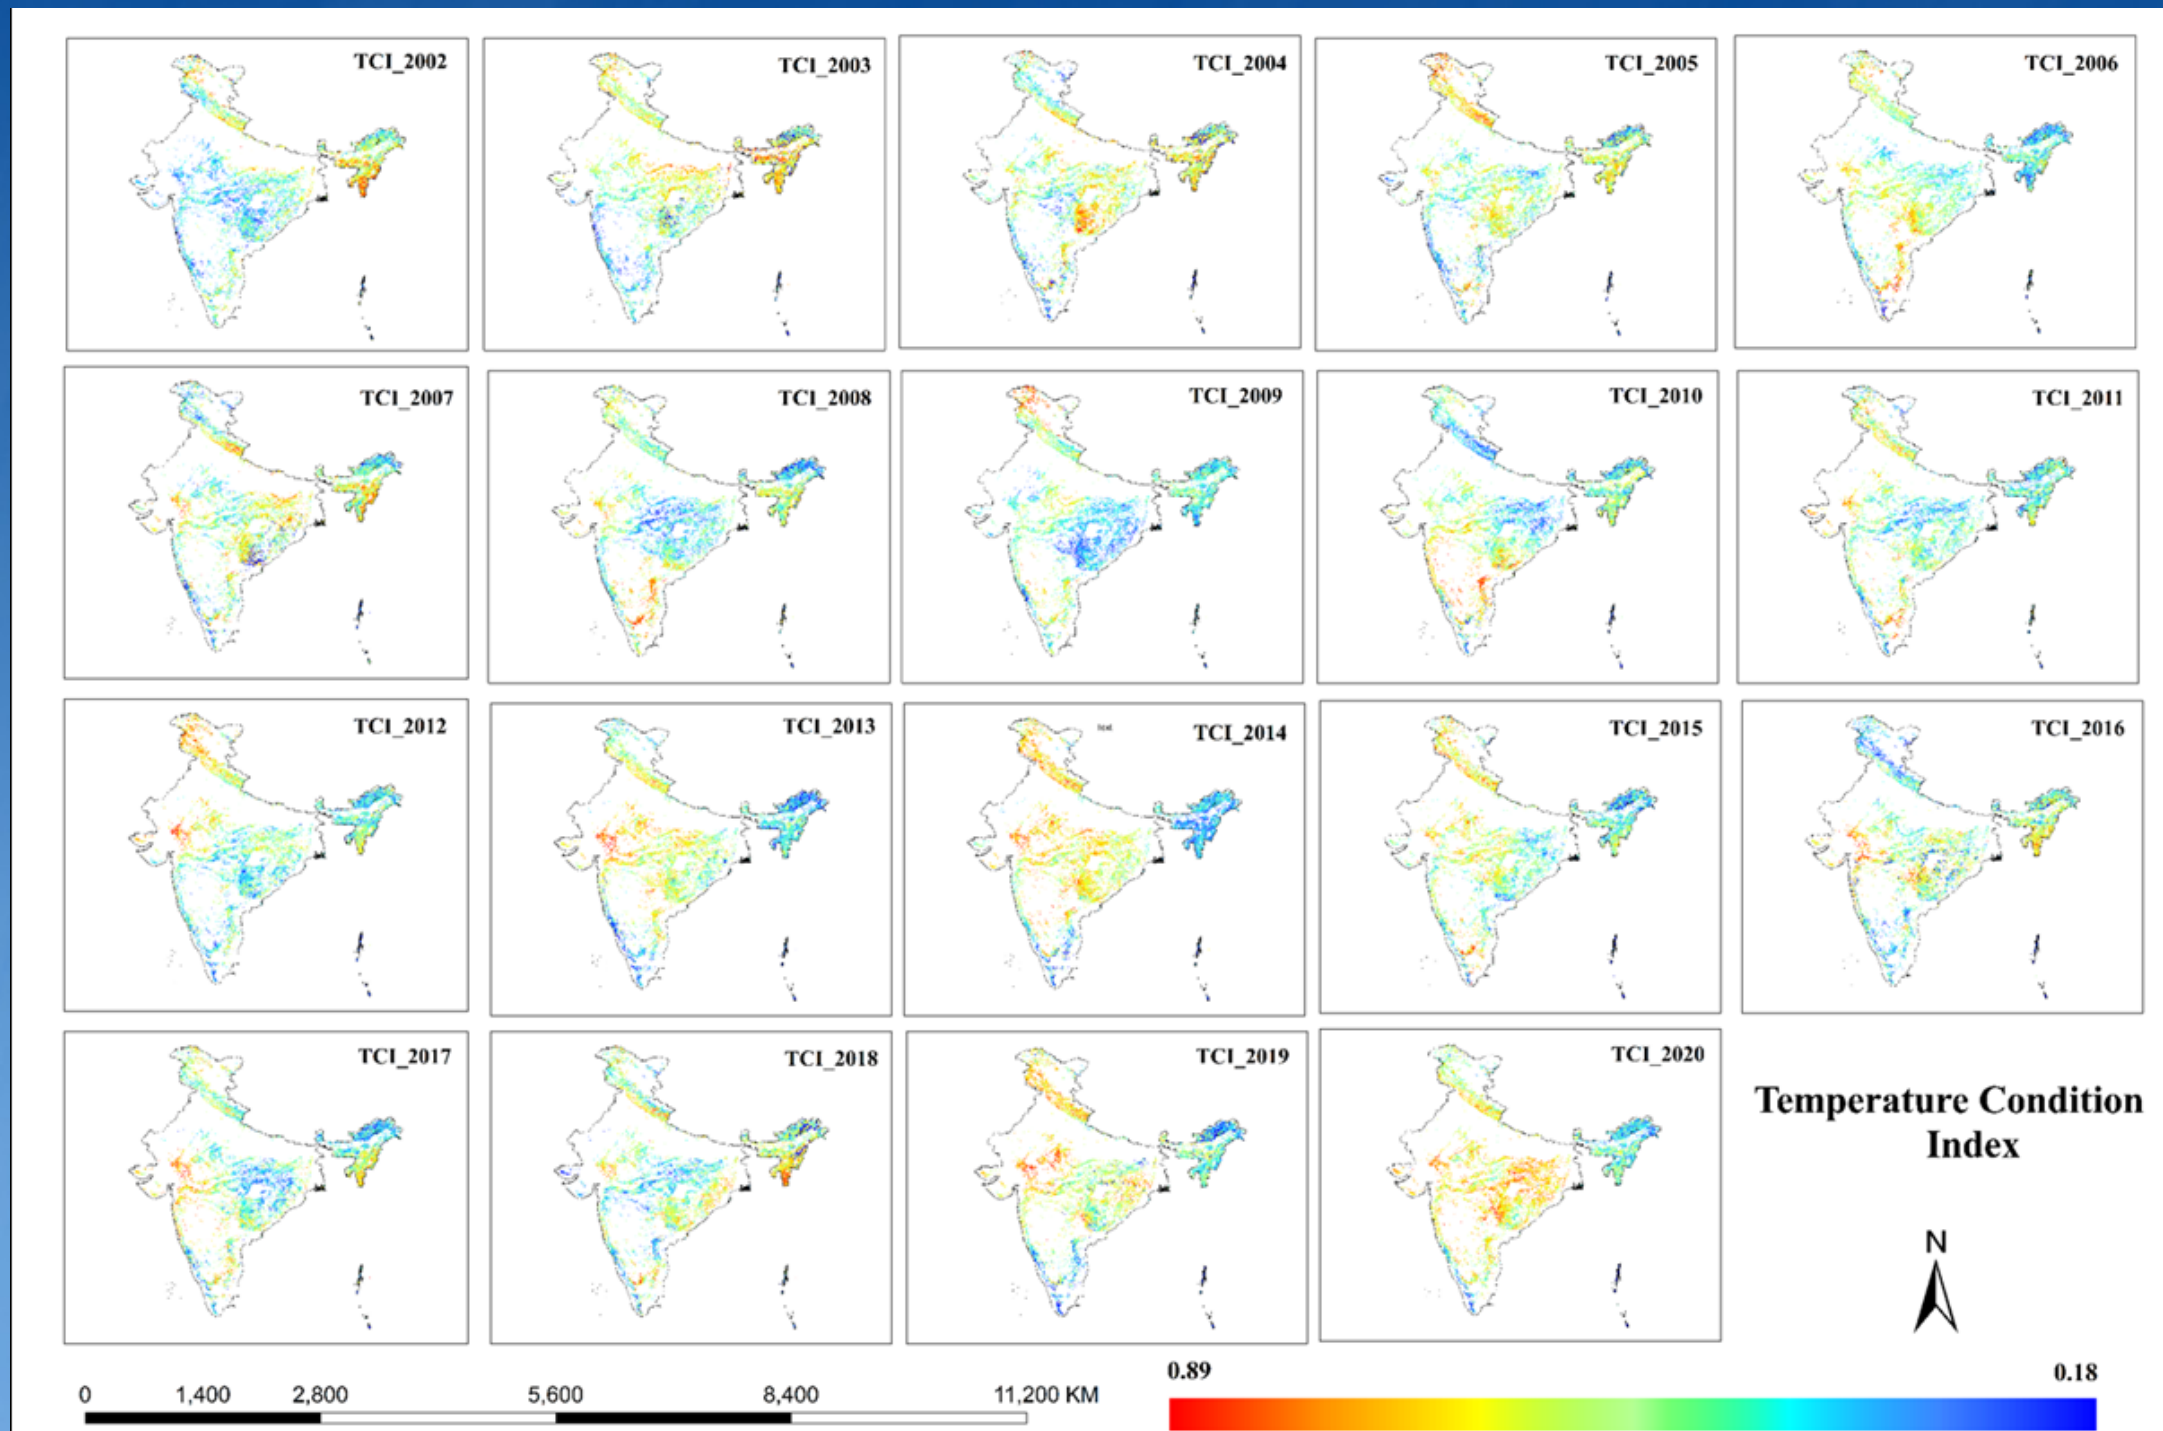 TCI_2002
TCI_2003
TCI_2004
TCI_2005
TCI_2006
TCI_2007
TCI_2008
TCI_2009
TCI_2010
TCI_2011
TCI_2012
TCI_2013
TCI_2014
TCI_2015
TCI_2016
TCI_2017
TCI_2018
TCI_2019
TCI_2020
Temperature Condition
Index
N
0.89 0.18
0 1,400 2,800 5,600 8,400 11,200 KM